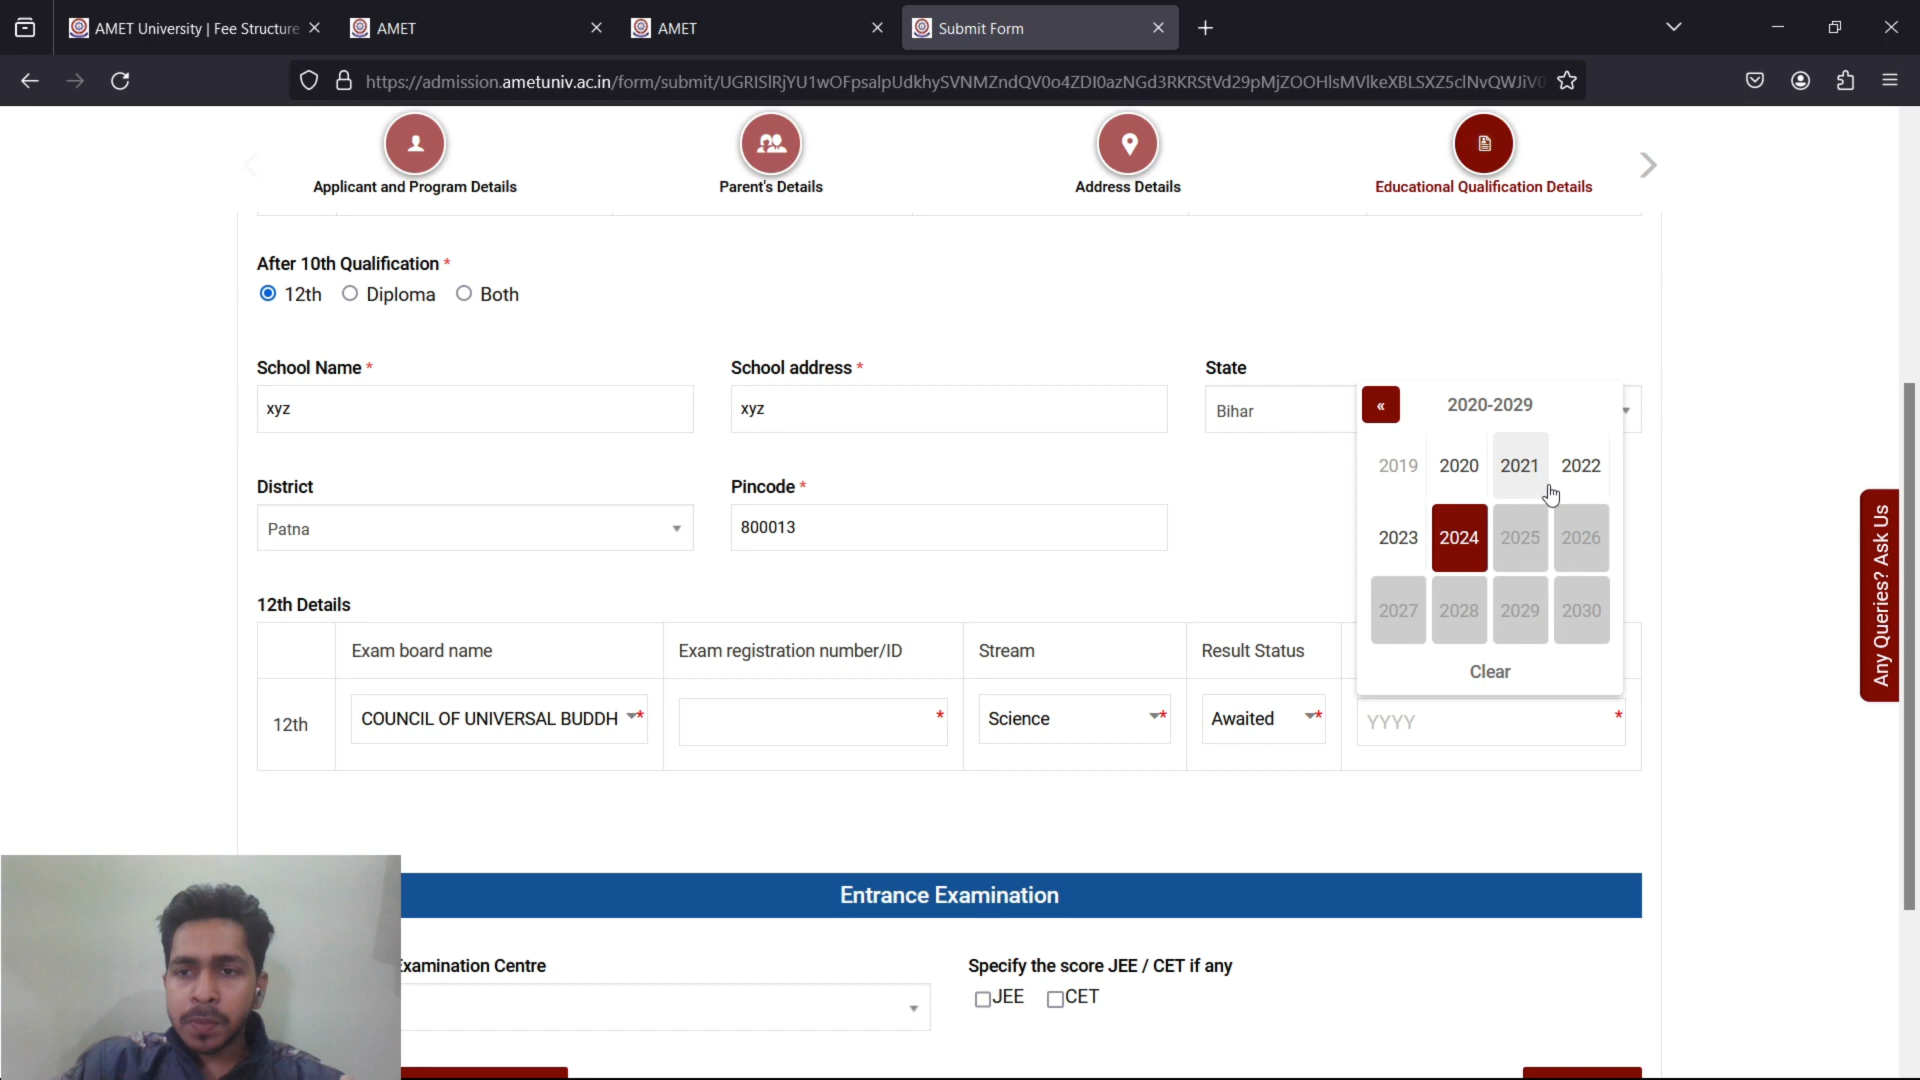 AMET University | Fee Structure
AMET
AMET
Submit Form
https://admission.ametuniv.ac.in/form/submit/
Applicant and Program Details
Parent's Details
Address Details
Educational Qualification Details
After 10th Qualification *
12th Diploma Both
School Name *
School address *
State
xyz
xyz
Bihar
« 2020-2029
2019 2020 2021 2022
2023 2024 2025 2026
2027 2028 2029 2030
Clear
District
Pincode *
Patna
800013
Any Queries? Ask Us
12th Details
Exam board name
Exam registration number/ID
Stream
Result Status
12th
COUNCIL OF UNIVERSAL BUDDH *
*
Science *
Awaited *
YYYY *
Entrance Examination
Examination Centre
Specify the score JEE / CET if any
JEE CET